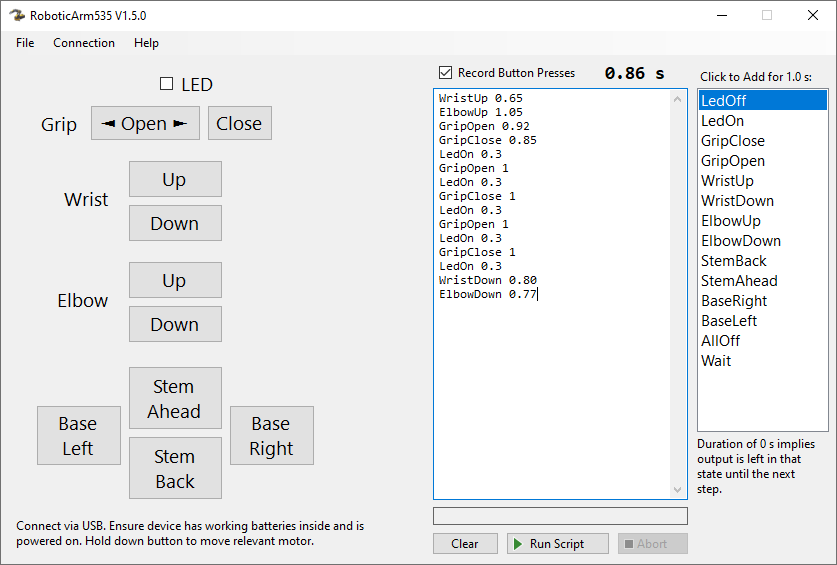 RoboticArm535 V1.5.0
File Connection Help
LED
Grip ◄ Open ► Close
Wrist
Up
Down
Elbow
Up
Down
Stem
Ahead
Base
Left
Stem
Back
Base
Right
Connect via USB. Ensure device has working batteries inside and is
powered on. Hold down button to move relevant motor.
Record Button Presses 0.86 s
WristUp 0.65
ElbowUp 1.05
GripOpen 0.92
GripClose 0.85
LedOn 0.3
GripOpen 1
LedOn 0.3
GripClose 1
LedOn 0.3
GripOpen 1
LedOn 0.3
GripClose 1
LedOn 0.3
WristDown 0.80
ElbowDown 0.77
Clear Run Script Abort
Click to Add for 1.0 s:
LedOff
LedOn
GripClose
GripOpen
WristUp
WristDown
ElbowUp
ElbowDown
StemBack
StemAhead
BaseRight
BaseLeft
AllOff
Wait
Duration of 0 s implies
output is left in that
state until the next
step.